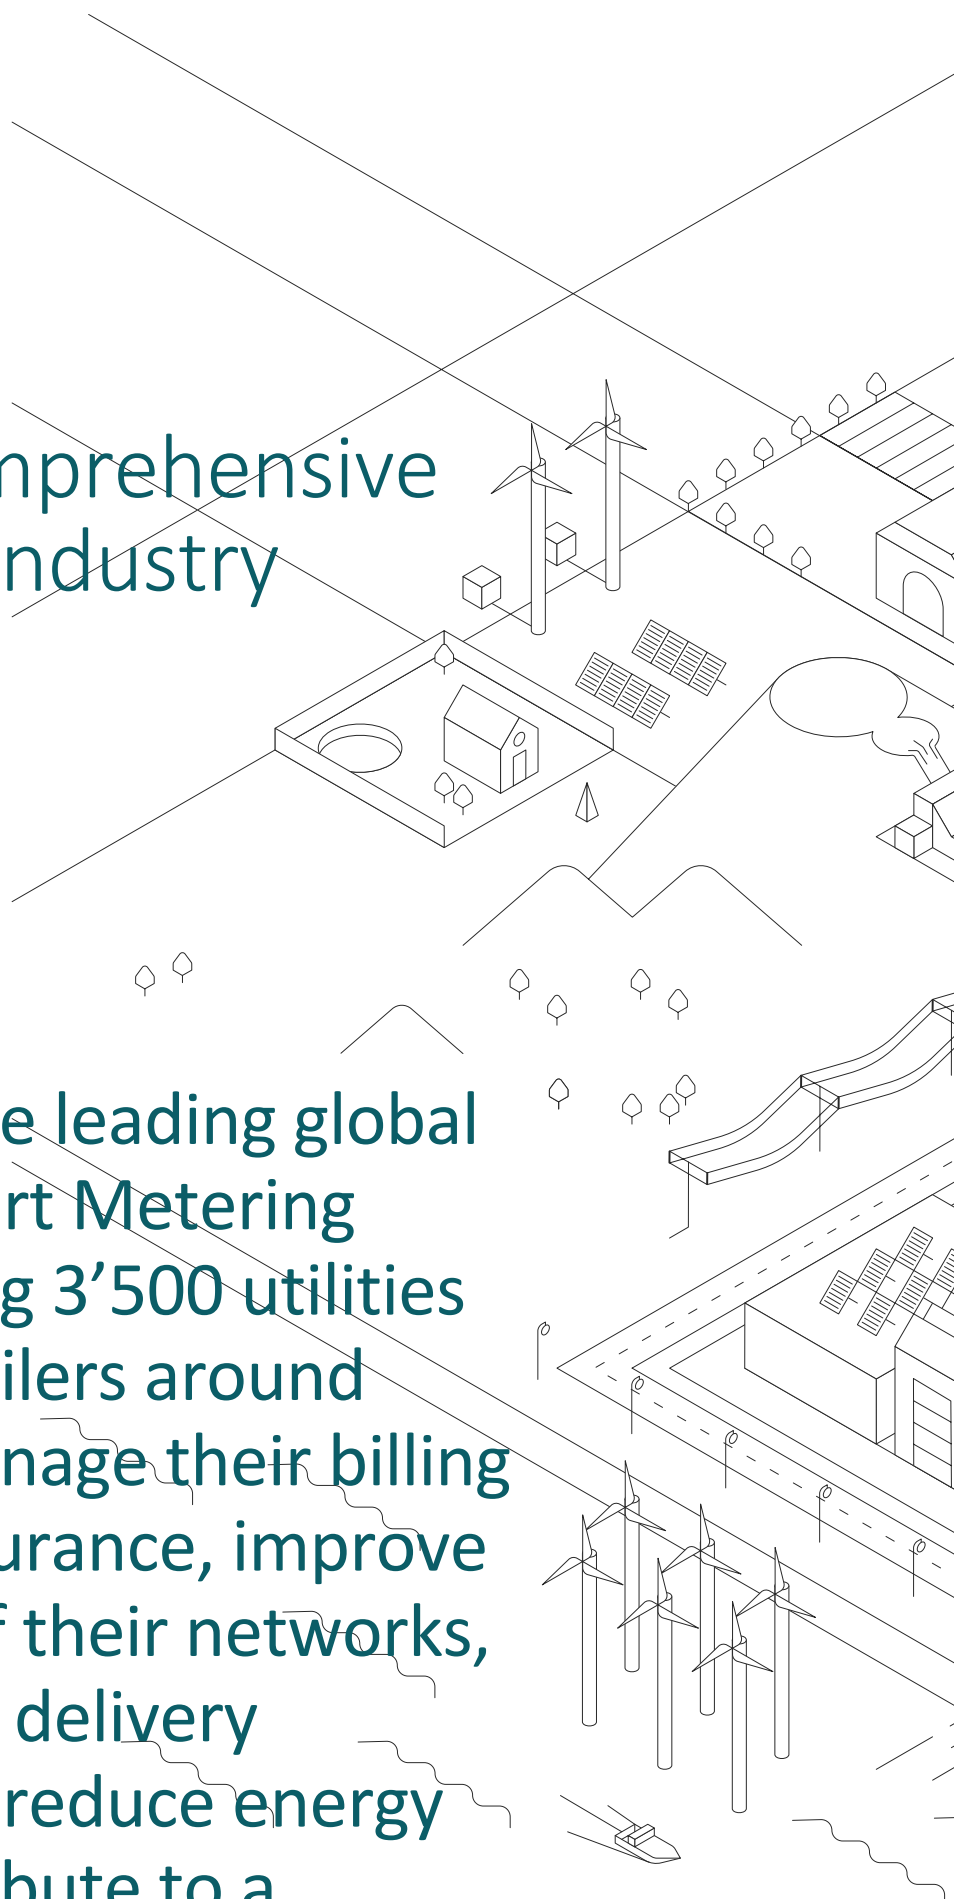 mprehensive
ndustry
e leading global
rt Metering
g 3’500 utilities
ilers around
nage their billing
urance, improve
f their networks,
delivery
reduce energy
bute to a